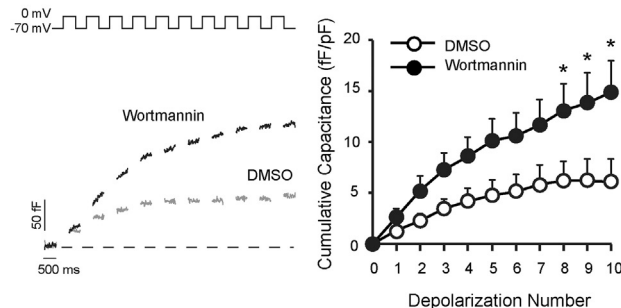 0 mV
-70 mV
Wortmannin
DMSO
50 fF
500 ms
Cumulative Capacitance (fF/pF)
20
15
10
5
0
DMSO
Wortmannin
* * *
0 1 2 3 4 5 6 7 8 9 10
Depolarization Number